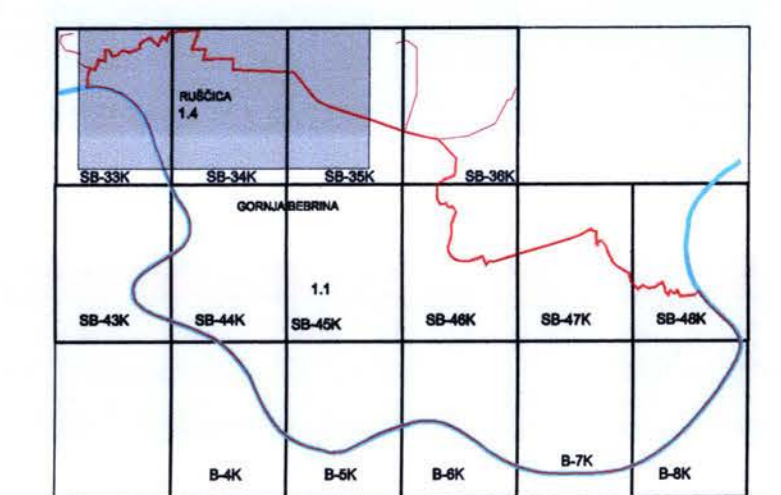 RUŠČICA
1.4
SB-33K SB-34K SB-35K SB-36K
GORNJA BEBRINA
1.1
SB-43K SB-44K SB-45K SB-46K SB-47K SB-48K
B-4K B-5K B-6K B-7K B-8K